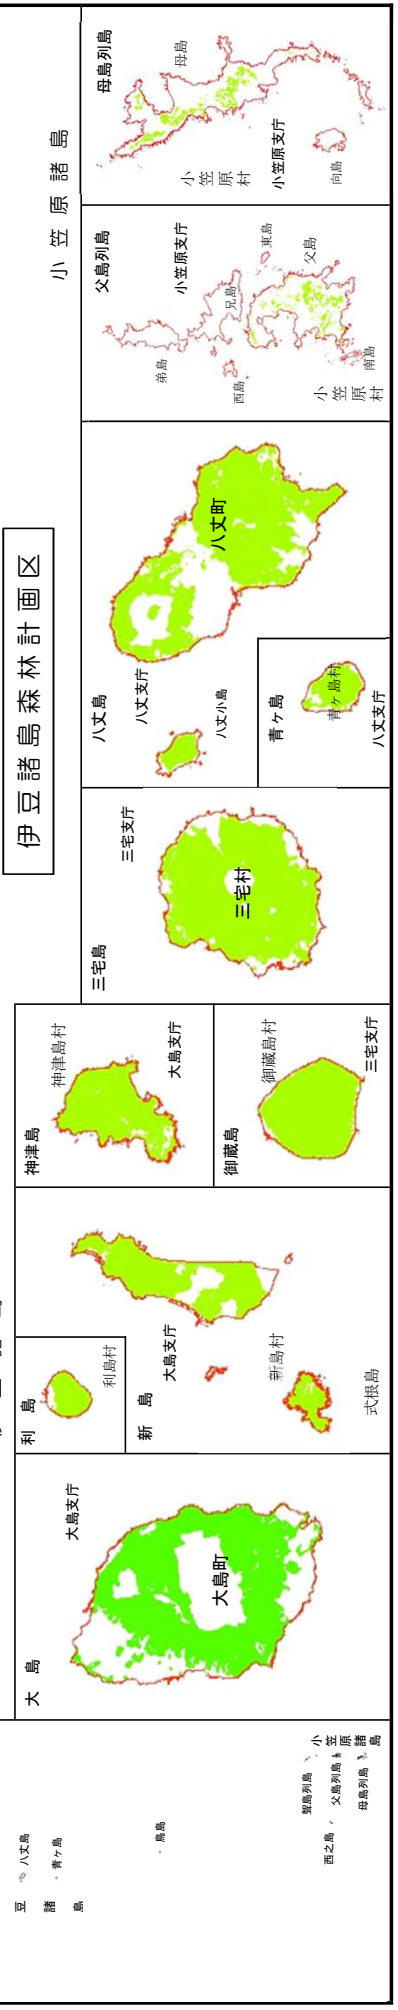 伊豆諸島森林計画区
小笠原諸島
豆諸島
八丈島
青ヶ島
鳥島
聟島列島
西之島
父島列島
母島列島
小笠原諸島
大島
大島支庁
大島町
利島
利島村
新島
大島支庁
新島村
式根島
神津島
神津島村
大島支庁
御蔵島
御蔵島村
三宅支庁
三宅島
三宅支庁
三宅村
八丈島
八丈支庁
八丈町
八丈小島
青ヶ島
青ヶ島村
八丈支庁
父島列島
小笠原支庁
弟島
兄島
西島
東島
父島
南島
小笠原村
母島列島
母島
小笠原村
小笠原支庁
向島